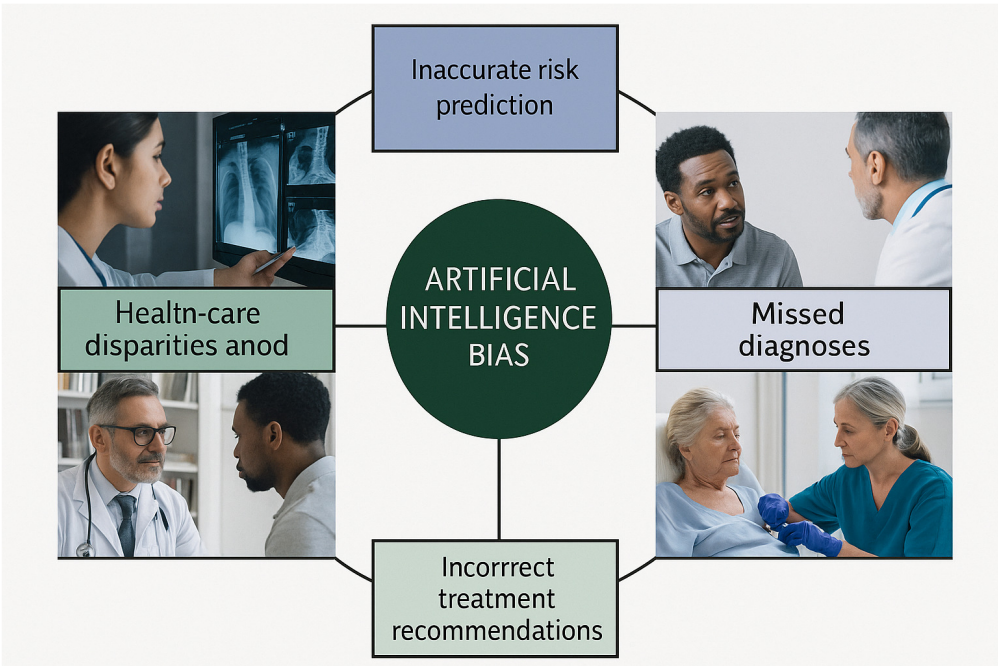 Inaccurate risk
prediction
ARTIFICIAL
INTELLIGENCE
BIAS
Healtn-care
disparities anod
Missed
diagnoses
Incorrrect
treatment
recommendations